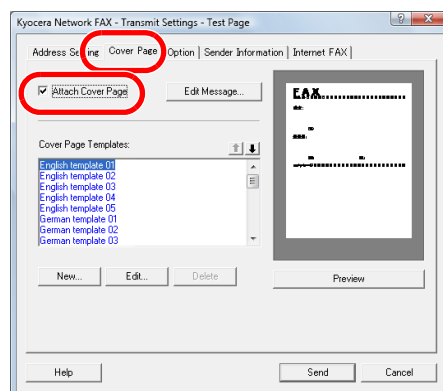 Kyocera Network FAX - Transmit Settings - Test Page
Address Setting Cover Page Option Sender Information Internet FAX
Attach Cover Page
Edit Message...
FAX
Cover Page Templates:
English template 01
English template 02
English template 03
English template 04
English template 05
German template 01
German template 02
German template 03
New... Edit... Delete
Preview
Help Send Cancel